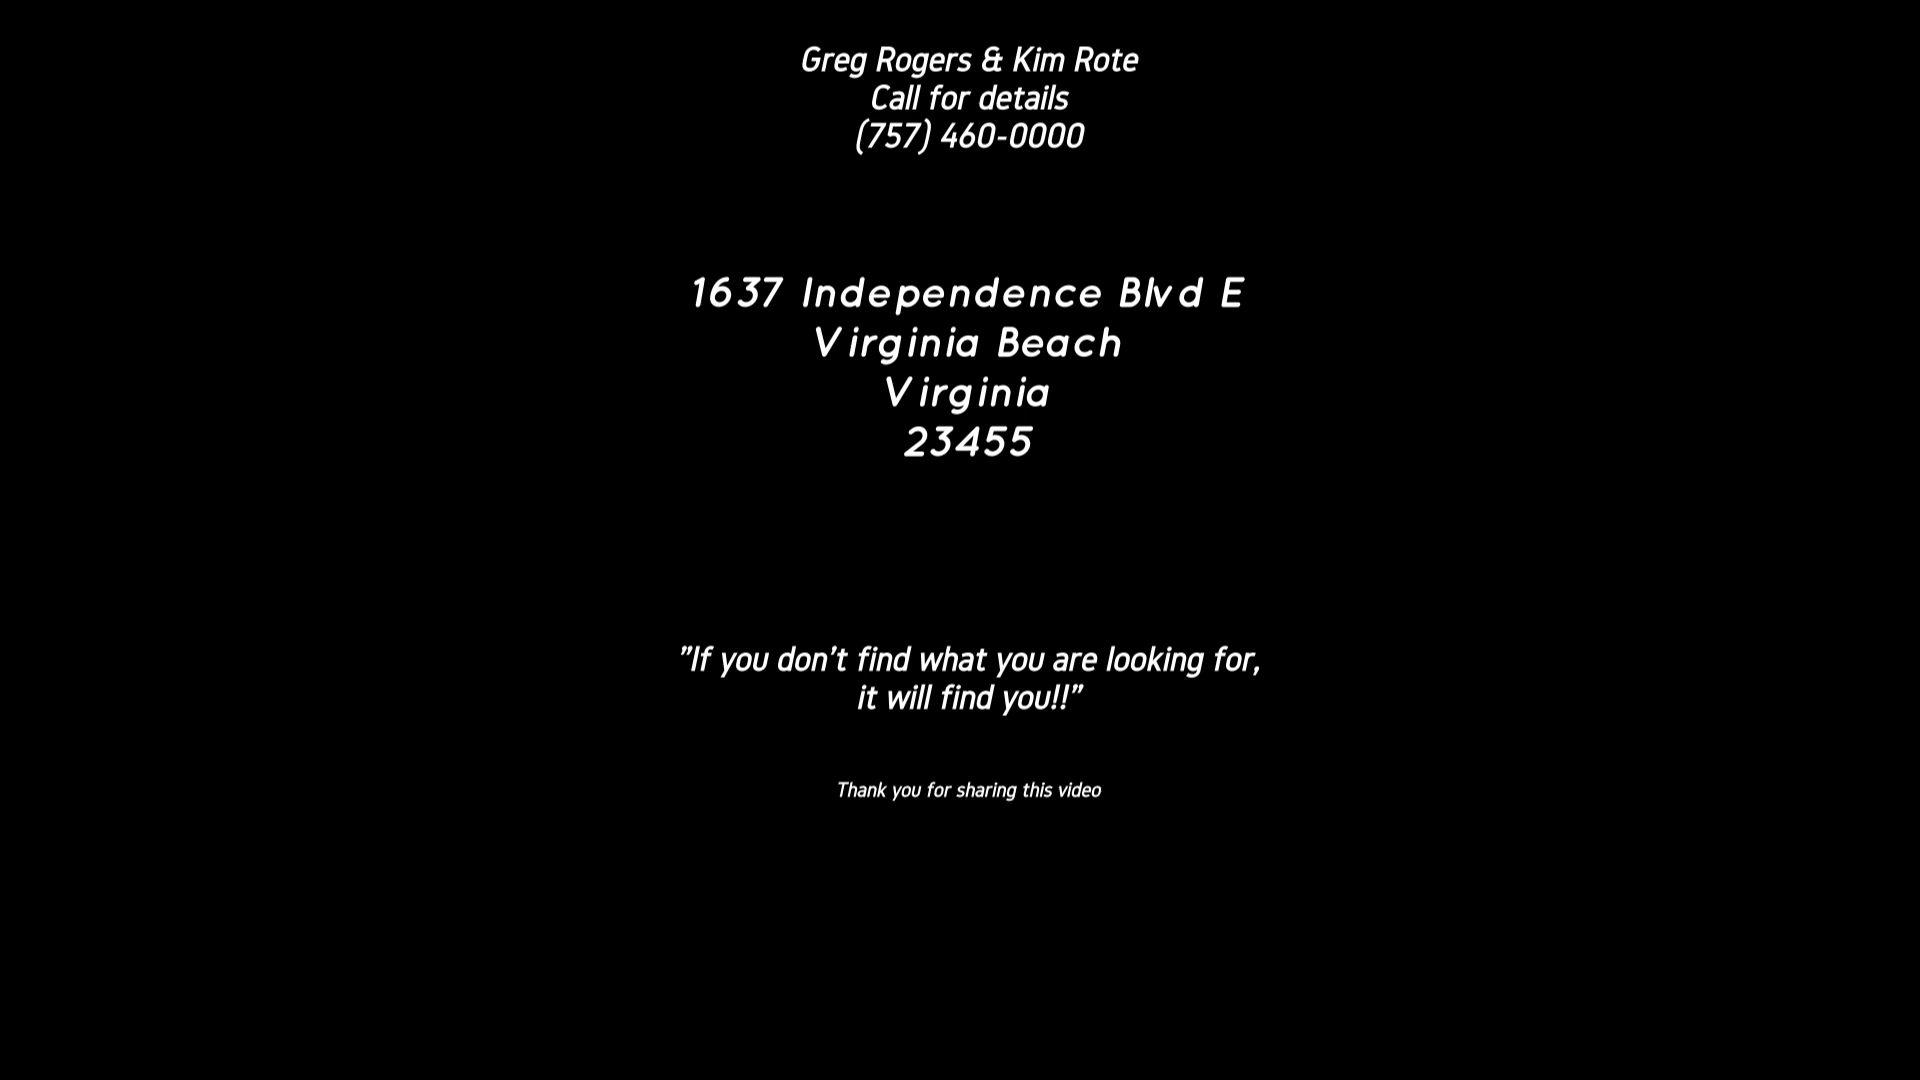 Greg Rogers & Kim Rote
Call for details
(757) 460-0000
1637 Independence Blvd E
Virginia Beach
Virginia
23455
”If you don’t find what you are looking for,
it will find you!!”
Thank you for sharing this video